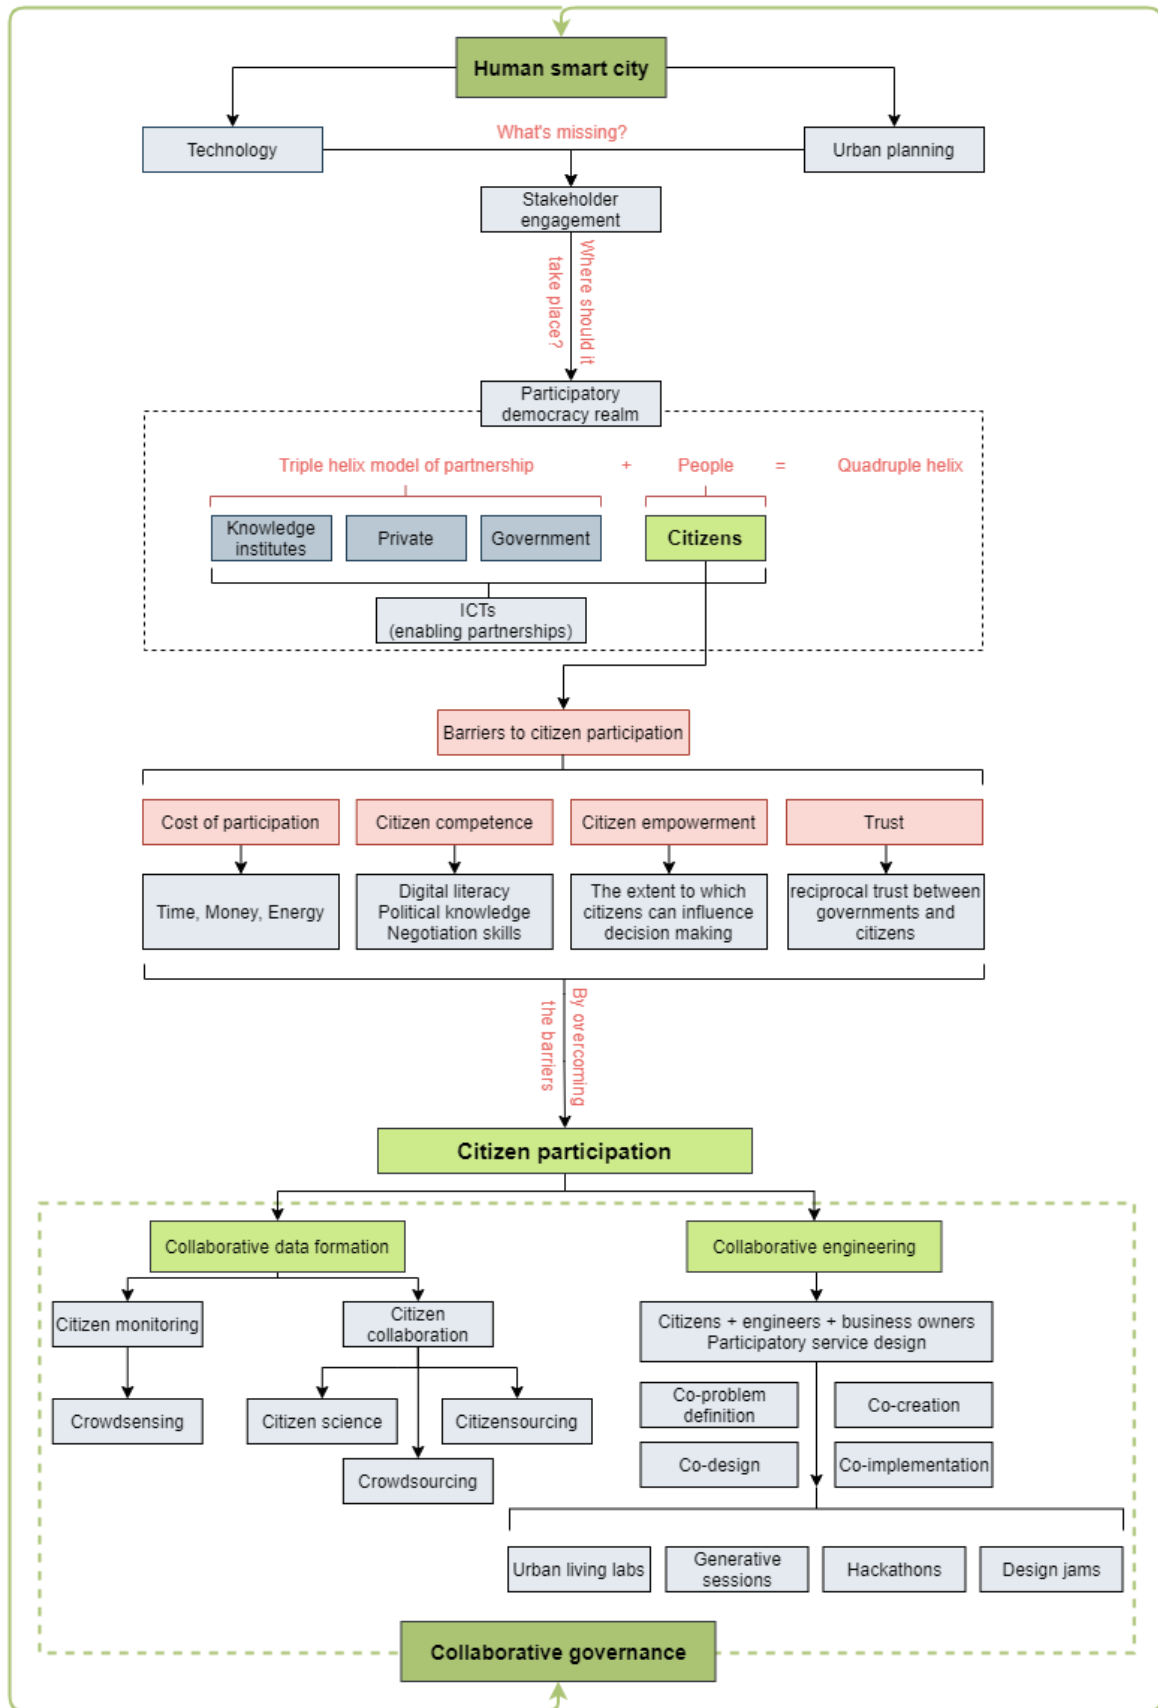 Human smart city
What's missing?
Technology
Urban planning
Stakeholder
engagement
Where should it
take place?
Participatory
democracy realm
Triple helix model of partnership + People = Quadruple helix
Knowledge
institutes
Private
Government
Citizens
ICTs
(enabling partnerships)
Barriers to citizen participation
Cost of participation
Citizen competence
Citizen empowerment
Trust
Time, Money, Energy
Digital literacy
Political knowledge
Negotiation skills
The extent to which
citizens can influence
decision making
reciprocal trust between
governments and
citizens
By overcoming
the barriers
Citizen participation
Collaborative data formation
Collaborative engineering
Citizen monitoring
Citizen
collaboration
Citizens + engineers + business owners
Participatory service design
Crowdsensing
Citizen science
Citizensourcing
Crowdsourcing
Co-problem
definition
Co-creation
Co-design
Co-implementation
Urban living labs
Generative
sessions
Hackathons
Design jams
Collaborative governance